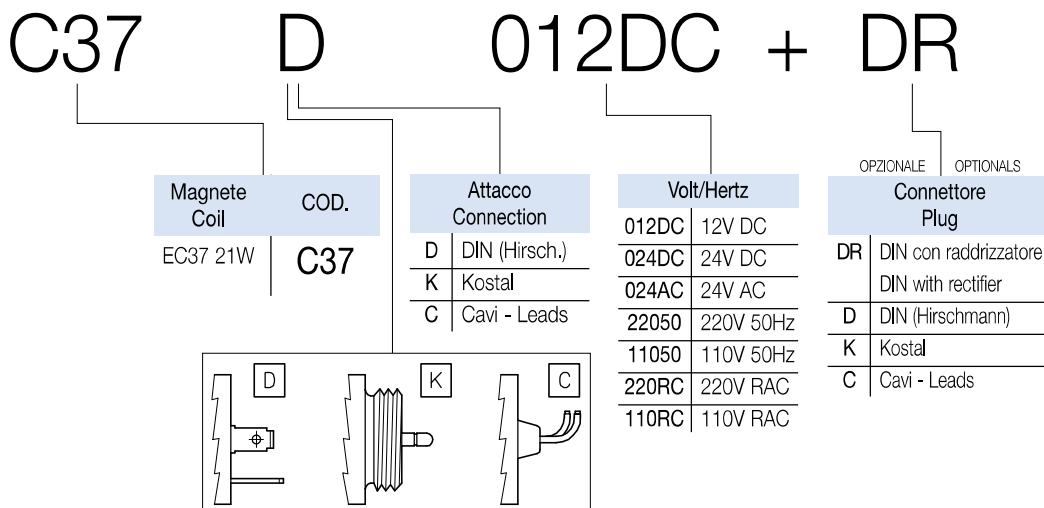 C37 D 012DC + DR
OPZIONALE OPTIONALS
Magnete
Coil
COD.
EC37 21W C37
Attacco
Connection
D DIN (Hirsch.)
K Kostal
C Cavi - Leads
Volt/Hertz
012DC 12V DC
024DC 24V DC
024AC 24V AC
22050 220V 50Hz
11050 110V 50Hz
220RC 220V RAC
110RC 110V RAC
Connettore
Plug
DR DIN con raddrizzatore
DIN with rectifier
D DIN (Hirschmann)
K Kostal
C Cavi - Leads
D K C